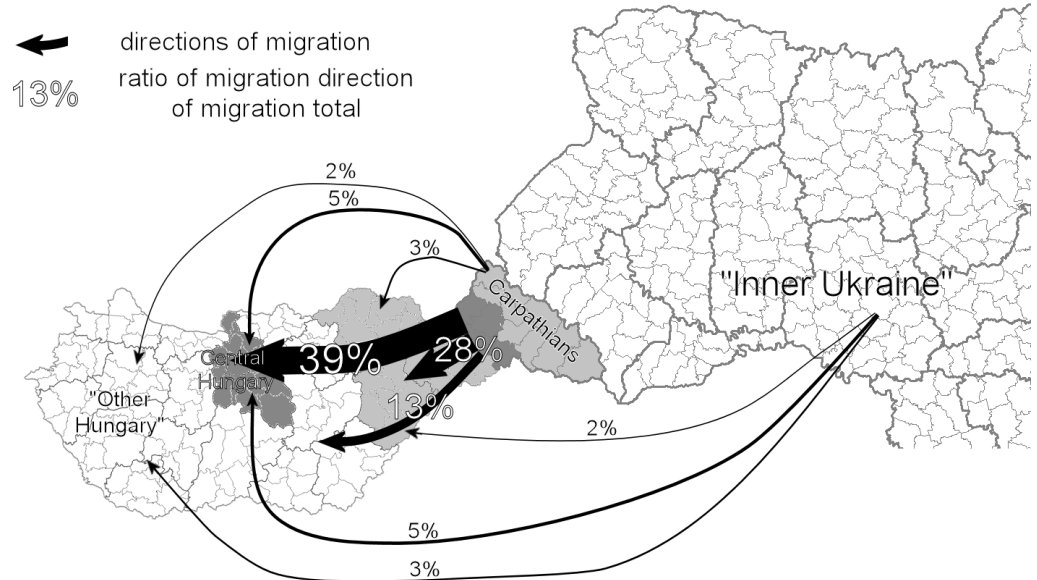 directions of migration
13%
ratio of migration direction
of migration total
2%
5%
3%
"Inner Ukraine"
Carpathians
Central
Hungary
39%
28%
13%
"Other
Hungary"
2%
5%
3%